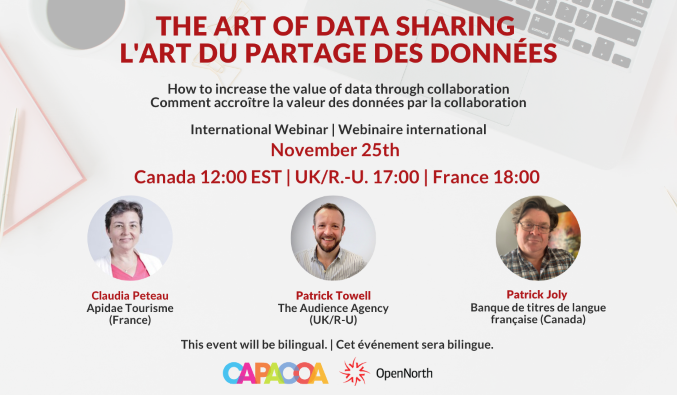 THE ART OF DATA SHARING
L'ART DU PARTAGE DES DONNÉES
How to increase the value of data through collaboration
Comment accroître la valeur des données par la collaboration
International Webinar | Webinaire international
November 25th
Canada 12:00 EST | UK/R.-U. 17:00 | France 18:00
Claudia Peteau
Apidae Tourisme
(France)
Patrick Towell
The Audience Agency
(UK/R-U)
Patrick Joly
Banque de titres de langue
française (Canada)
This event will be bilingual. | Cet événement sera bilingue.
CAPACOA
OpenNorth